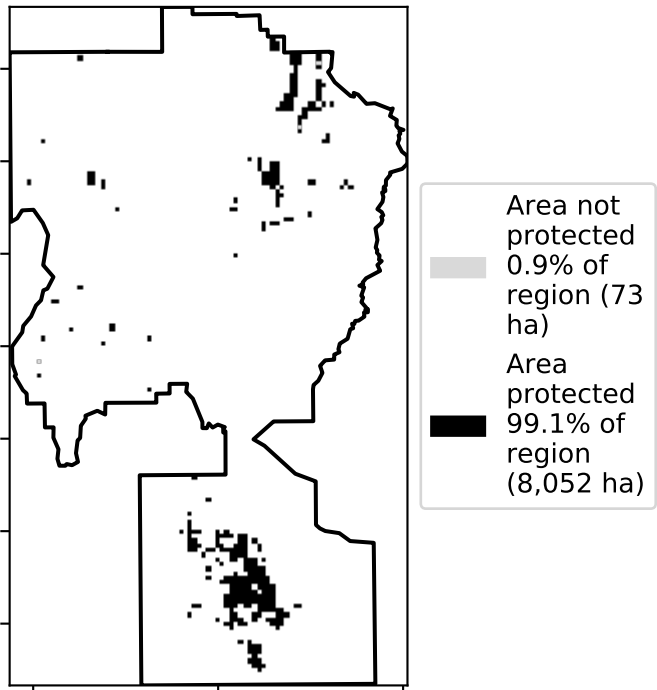 Area not
protected
0.9% of
region (73
ha)
Area
protected
99.1% of
region
(8,052 ha)